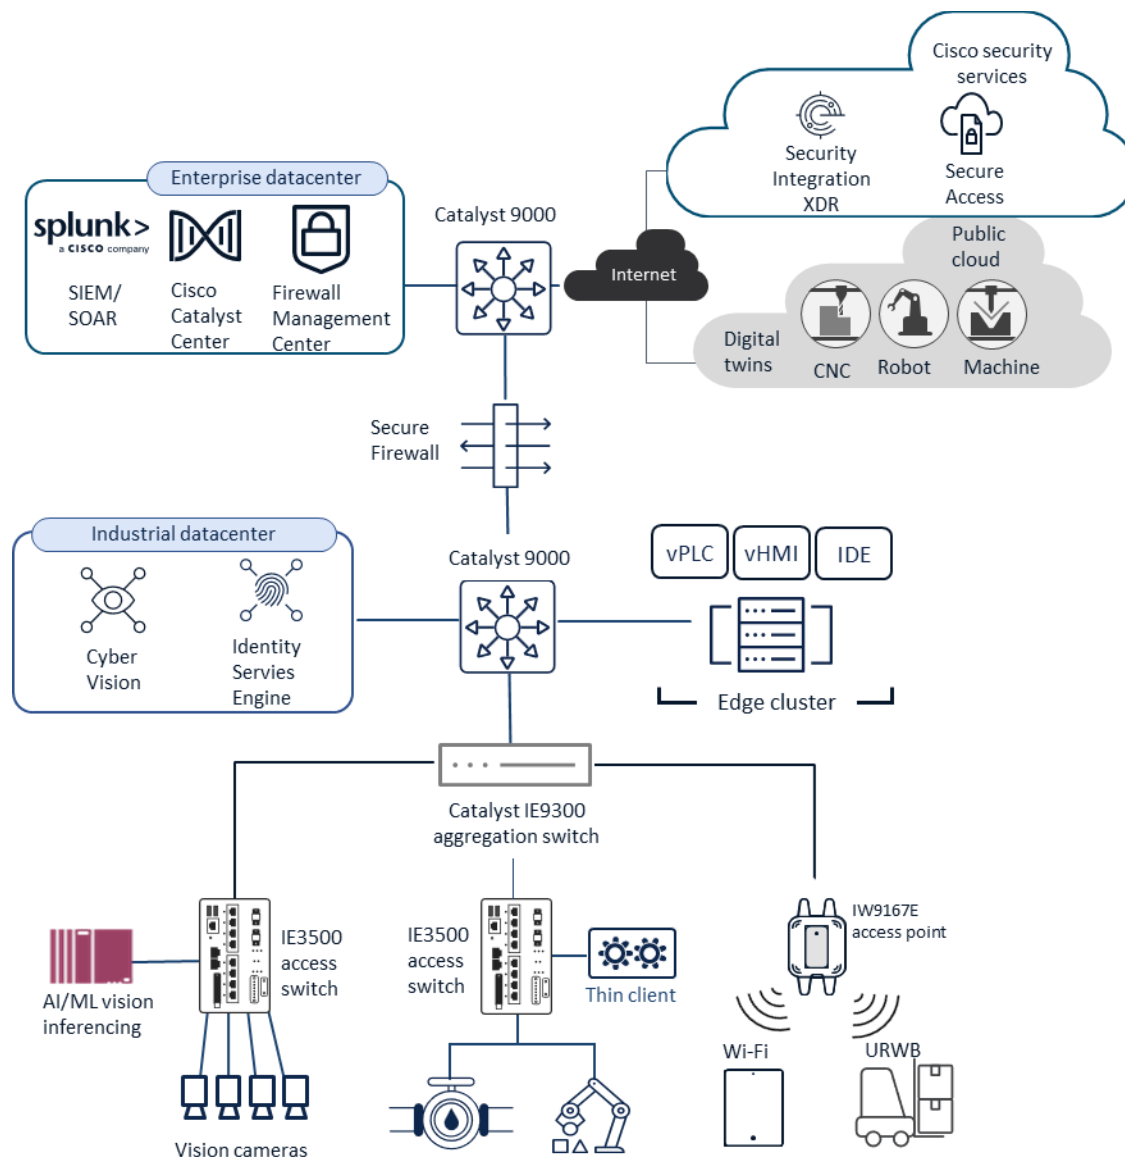 Cisco security
services
Security
Integration
XDR
Secure
Access
Enterprise datacenter
splunk>
a CISCO company
SIEM/
SOAR
Cisco
Catalyst
Center
Firewall
Management
Center
Catalyst 9000
Internet
Public
cloud
Digital
twins
CNC
Robot
Machine
Secure
Firewall
Industrial datacenter
Cyber
Vision
Identity
Servies
Engine
Catalyst 9000
vPLC
vHMI
IDE
Edge cluster
Catalyst IE9300
aggregation switch
AI/ML vision
inferencing
IE3500
access
switch
IE3500
access
switch
Thin client
IW9167E
access point
Wi-Fi
URWB
Vision cameras